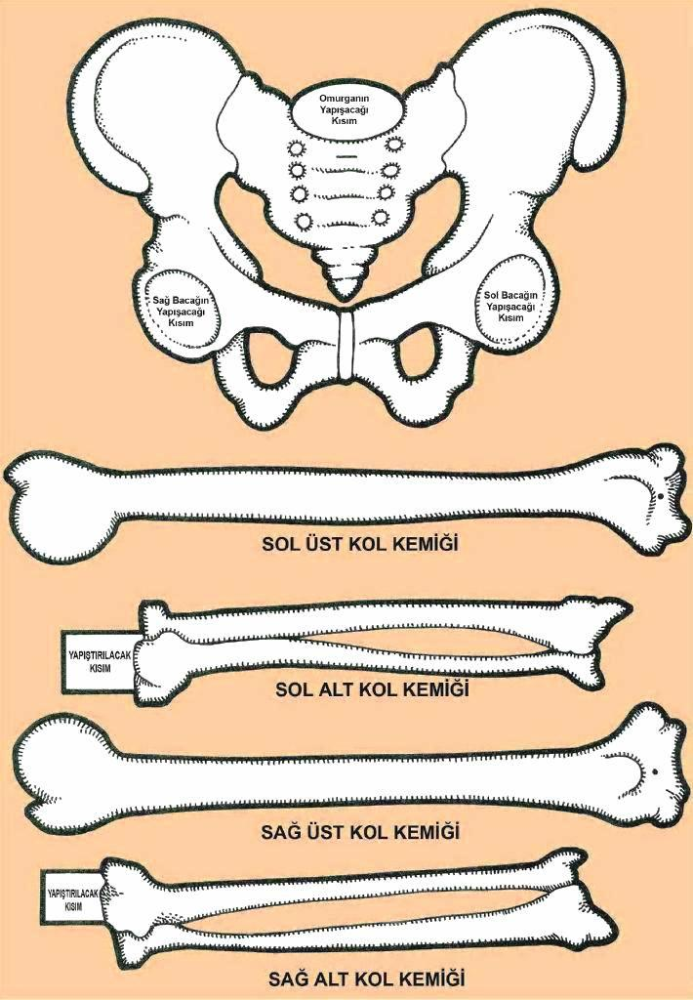 Omurganın
Yapışacağı
Kısım
Sağ Bacağın
Yapışacağı
Kısım
Sol Bacağın
Yapışacağı
Kısım
SOL ÜST KOL KEMİĞİ
YAPIŞTIRILACAK
KISIM
SOL ALT KOL KEMİĞİ
SAĞ ÜST KOL KEMİĞİ
YAPIŞTIRILACAK
KISIM
SAĞ ALT KOL KEMİĞİ